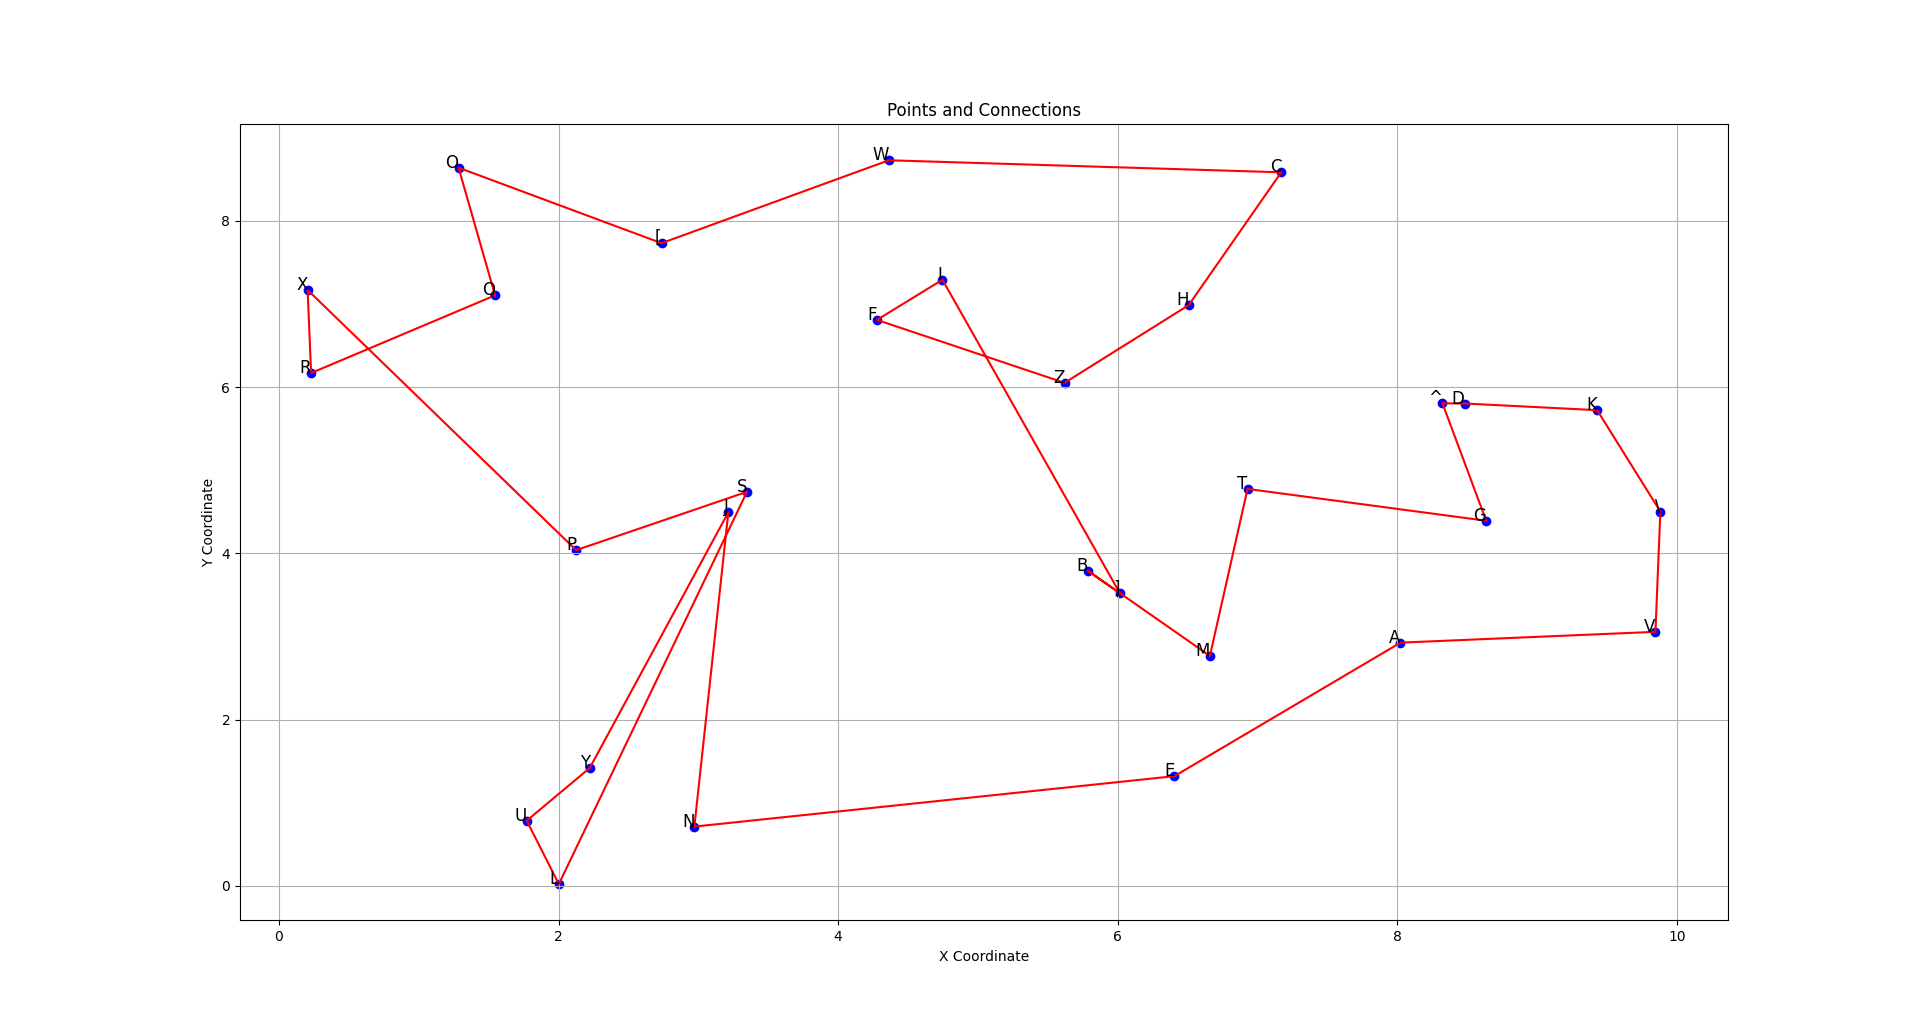 Points and Connections
W
O
C
[
I
X
Q
H
F
R
Z
^
D
K
S
J
T
\
G
P
B
]
M
A
V
Y
E
U
N
L
8
6
4
2
0
Y Coordinate
0 2 4 6 8 10
X Coordinate